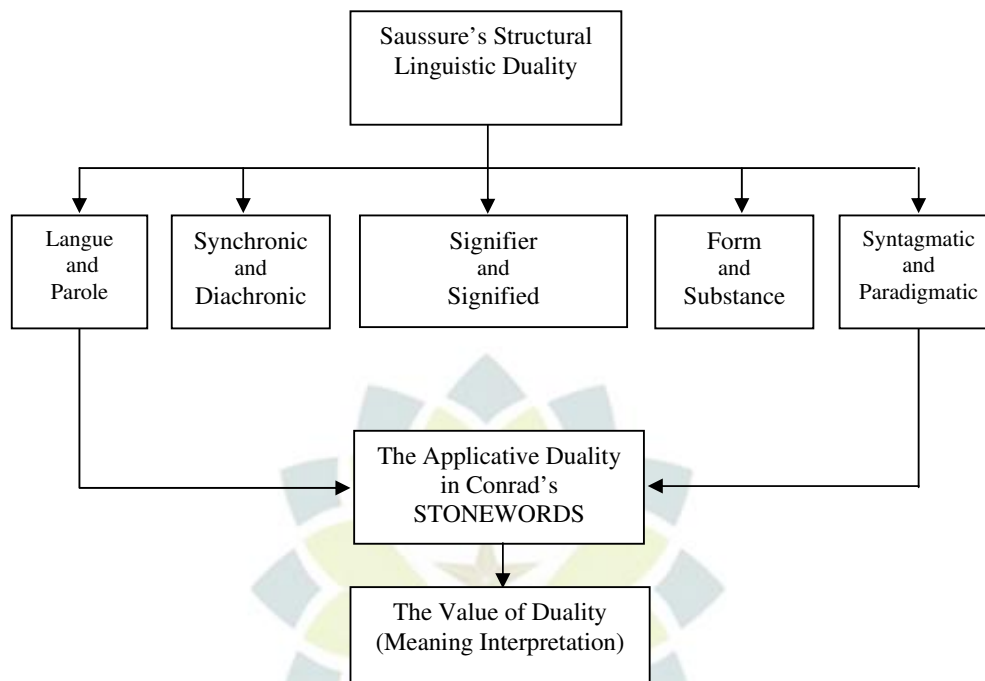 Saussure's Structural
Linguistic Duality
Langue
and
Parole
Synchronic
and
Diachronic
Signifier
and
Signified
Form
and
Substance
Syntagmatic
and
Paradigmatic
The Applicative Duality
in Conrad's
STONEWORDS
The Value of Duality
(Meaning Interpretation)